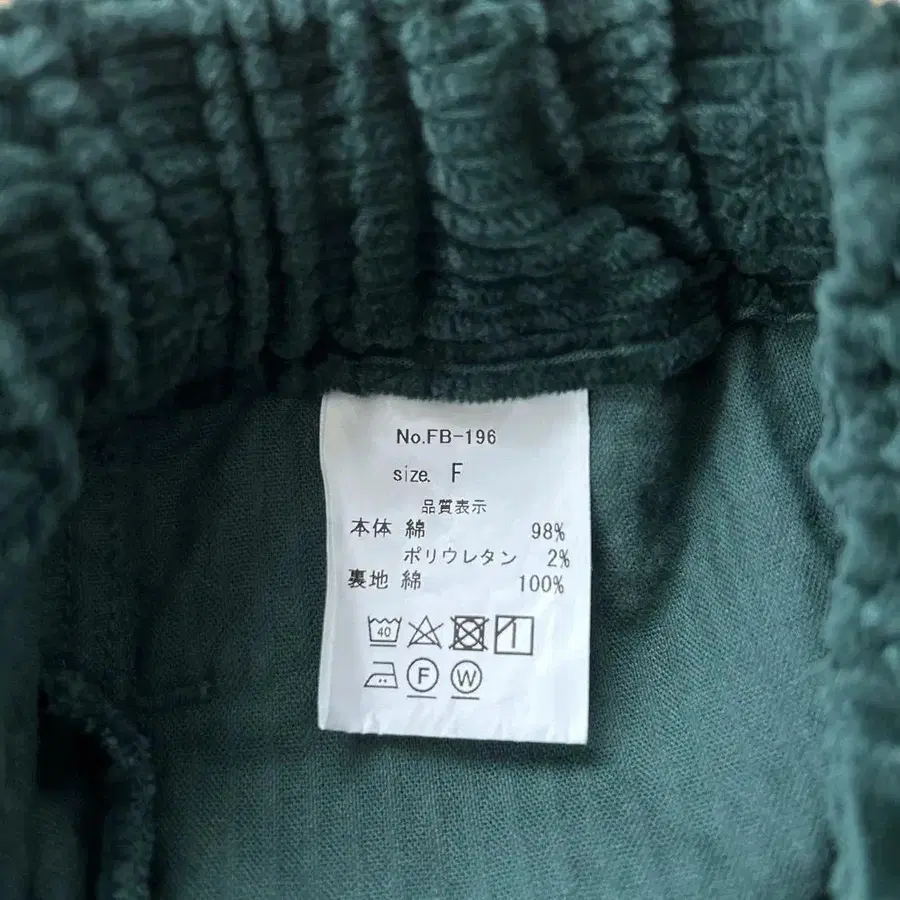 No.FB-196
size. F
品質表示
本体 綿 98%
ポリウレタン 2%
裏地 綿 100%
40
F W